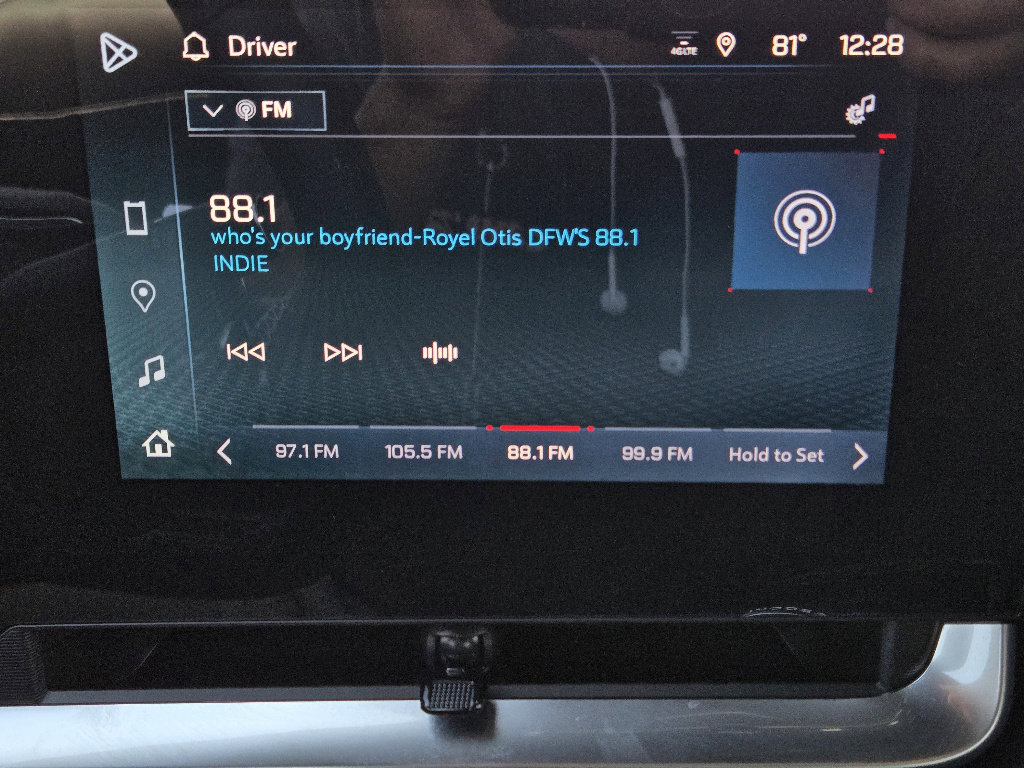 Driver
4G LTE
81°
12:28
FM
88.1
who's your boyfriend-Royel Otis DFW'S 88.1
INDIE
97.1 FM
105.5 FM
88.1 FM
99.9 FM
Hold to Set